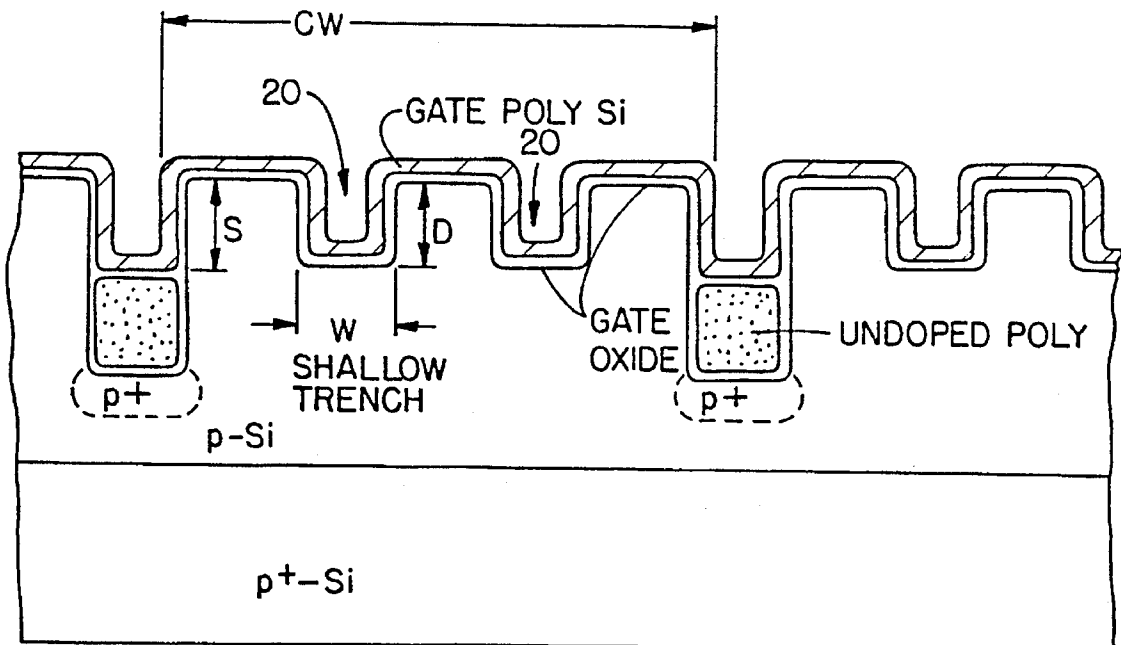 CW
20
GATE POLY Si
20
S
D
W
SHALLOW
TRENCH
GATE
OXIDE
UNDOPED POLY
p+
p+
p-Si
p+-Si